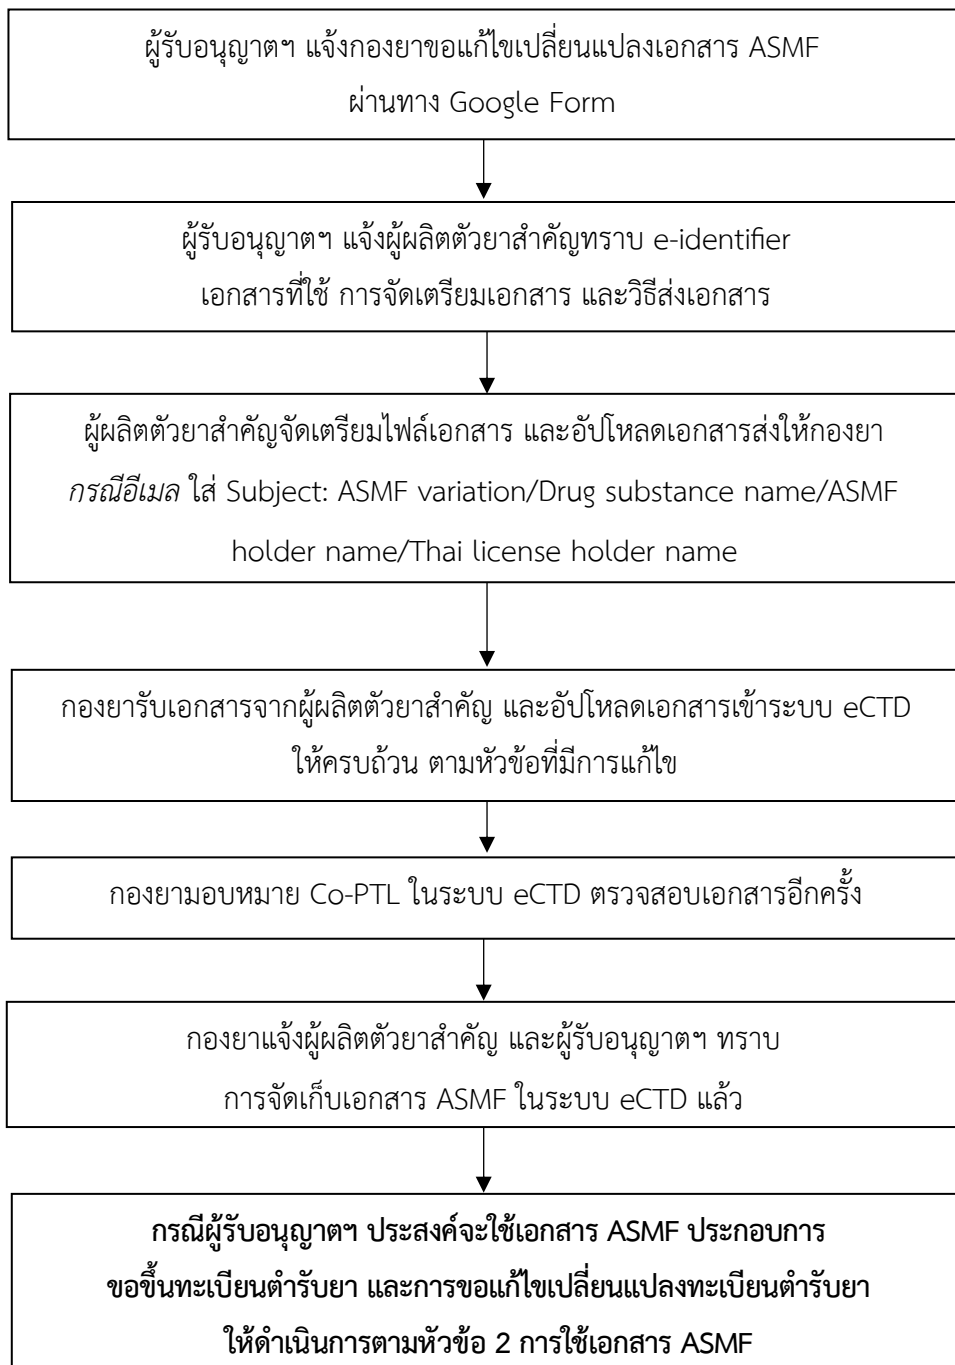 ผู้รับอนุญาตฯ แจ้งกองยาขอแก้ไขเปลี่ยนแปลงเอกสาร ASMF
ผ่านทาง Google Form
ผู้รับอนุญาตฯ แจ้งผู้ผลิตตัวยาสำคัญทราบ e-identifier
เอกสารที่ใช้ การจัดเตรียมเอกสาร และวิธีส่งเอกสาร
ผู้ผลิตตัวยาสำคัญจัดเตรียมไฟล์เอกสาร และอัปโหลดเอกสารส่งให้กองยา
กรณีอีเมล ใส่ Subject: ASMF variation/Drug substance name/ASMF
holder name/Thai license holder name
กองยารับเอกสารจากผู้ผลิตตัวยาสำคัญ และอัปโหลดเอกสารเข้าระบบ eCTD
ให้ครบถ้วน ตามหัวข้อที่มีการแก้ไข
กองยามอบหมาย Co-PTL ในระบบ eCTD ตรวจสอบเอกสารอีกครั้ง
กองยาแจ้งผู้ผลิตตัวยาสำคัญ และผู้รับอนุญาตฯ ทราบ
การจัดเก็บเอกสาร ASMF ในระบบ eCTD แล้ว
กรณีผู้รับอนุญาตฯ ประสงค์จะใช้เอกสาร ASMF ประกอบการ
ขอขึ้นทะเบียนตำรับยา และการขอแก้ไขเปลี่ยนแปลงทะเบียนตำรับยา
ให้ดำเนินการตามหัวข้อ 2 การใช้เอกสาร ASMF